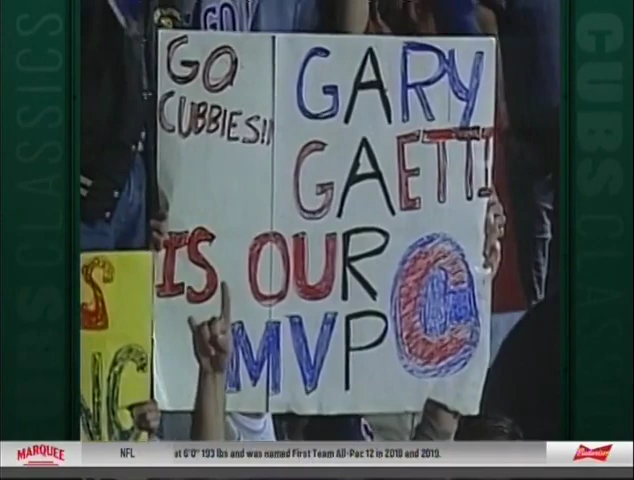 GO
GO
CUBBIES!!
GARY
GAETTI
IS OUR
MVP
S
CUBS CLASSICS
CUBS CLASSICS
MARQUEE
NFL
at 6'0" 193 lbs and was named First Team All-Pac 12 in 2018 and 2019.
Budweiser